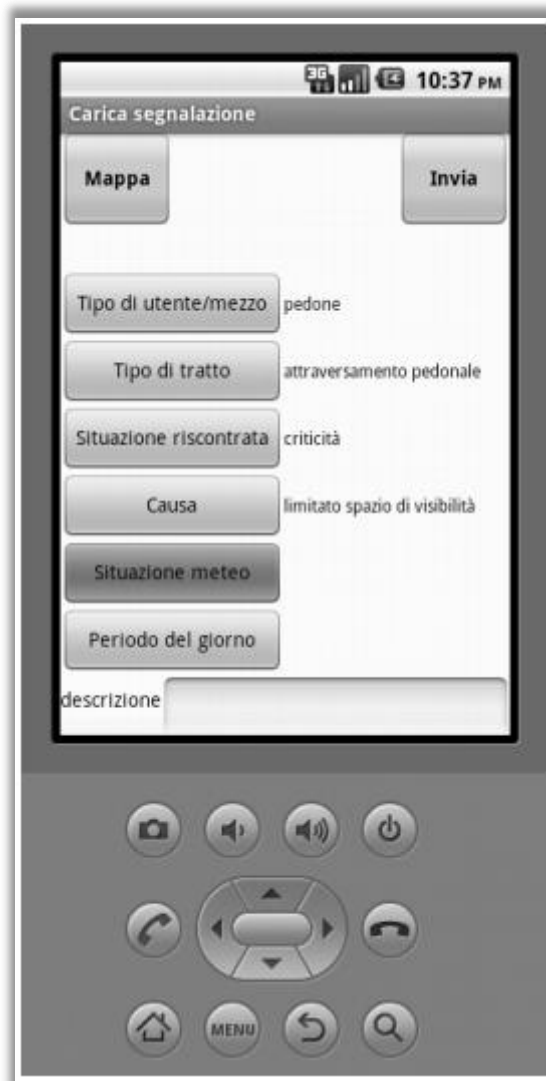 3G 10:37 PM
Carica segnalazione
Mappa Invia
Tipo di utente/mezzo pedone
Tipo di tratto attraversamento pedonale
Situazione riscontrata criticità
Causa limitato spazio di visibilità
Situazione meteo
Periodo del giorno
descrizione
MENU